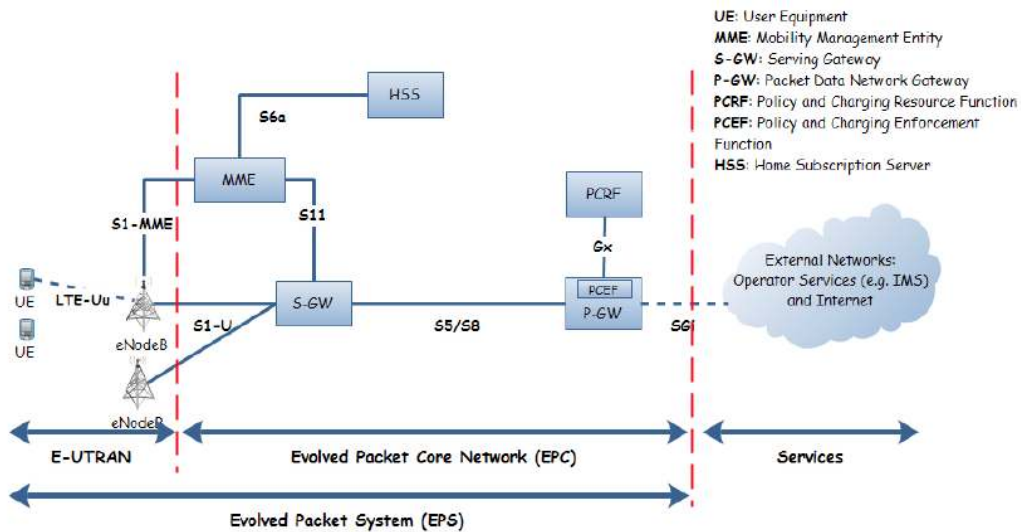 UE: User Equipment
MME: Mobility Management Entity
S-GW: Serving Gateway
P-GW: Packet Data Network Gateway
PCRF: Policy and Charging Resource Function
PCEF: Policy and Charging Enforcement
Function
HSS: Home Subscription Server
HSS
S6a
MME
PCRF
S1-MME
S11
Gx
External Networks:
Operator Services (e.g. IMS)
and Internet
UE
LTE-Uu
S-GW
PCEF
P-GW
S1-U
S5/S8
SGi
eNodeB
UE
eNodeB
E-UTRAN
Evolved Packet Core Network (EPC)
Services
Evolved Packet System (EPS)